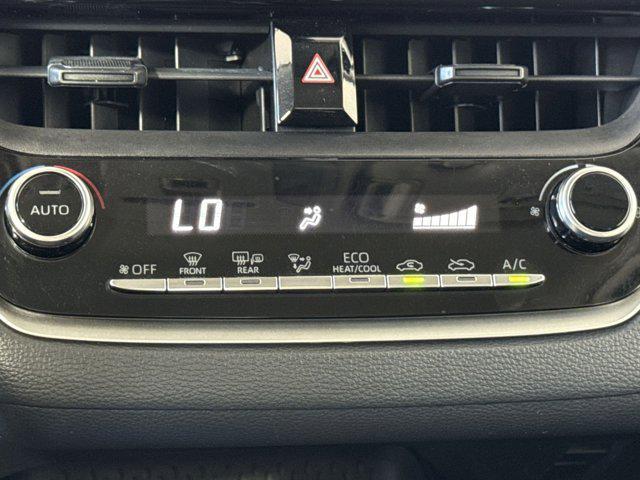 AUTO
LO
OFF
FRONT
REAR
ECO
HEAT/COOL
A/C